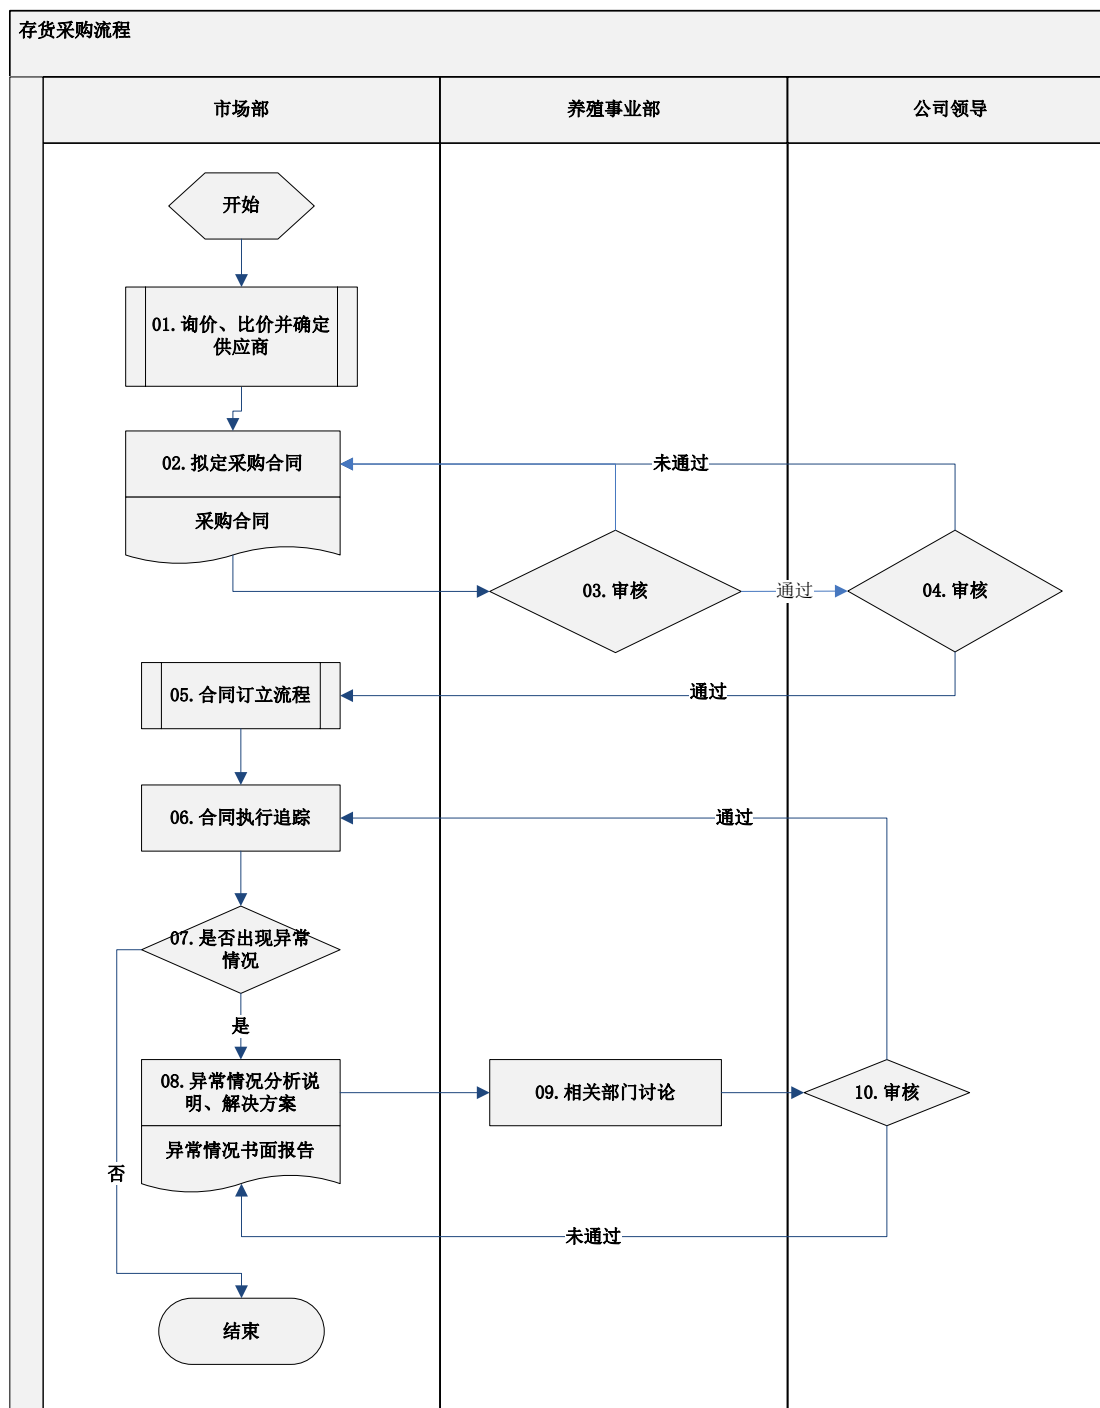 存货采购流程
市场部
养殖事业部
公司领导
开始
01.询价、比价并确定
供应商
02.拟定采购合同
未通过
采购合同
03.审核
通过
04.审核
05.合同订立流程
通过
06.合同执行追踪
通过
07.是否出现异常
情况
是
08.异常情况分析说
明、解决方案
09.相关部门讨论
10.审核
异常情况书面报告
否
未通过
结束